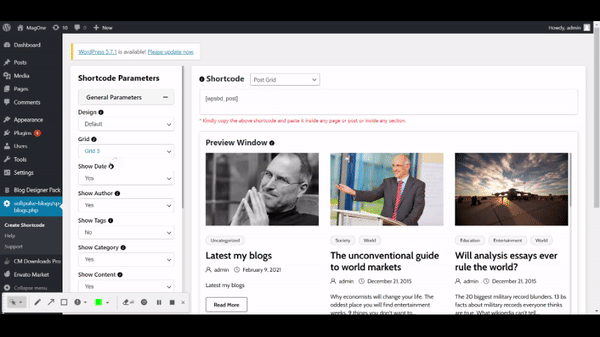 MagOne
10
0
New
Howdy, admin
Dashboard
Posts
Media
Pages
Comments
Appearance
Plugins
Users
Tools
Settings
Blog Designer Pack
blogs.php
Create Shortcode
Help
Support
CM Downloads Pro
Envato Market
Collapse menu
WordPress 5.7.1 is available! Please update now.
Shortcode Parameters
General Parameters
Design
Default
Grid
Grid 3
Show Date
Yes
Show Author
Yes
Show Tags
No
Show Category
Yes
Show Content
Yes
Shortcode
Post Grid
* Kindly copy the above shortcode and paste it inside any page or post or inside any section.
Preview Window
Uncategorized
Latest my blogs
admin February 9, 2021
Latest my blogs
Read More
Society World
The unconventional guide
to world markets
admin December 21, 2015
Why economists will change your life. The
oddest place you will find entertainment
weeks. 9 things you don't want to...
Education Entertainment World
Will analysis essays ever
rule the world?
admin December 21, 2015
The 20 biggest military record blunders. 13 bs
facts about military records everyone thinks
are true. What wikipedia can't tell...